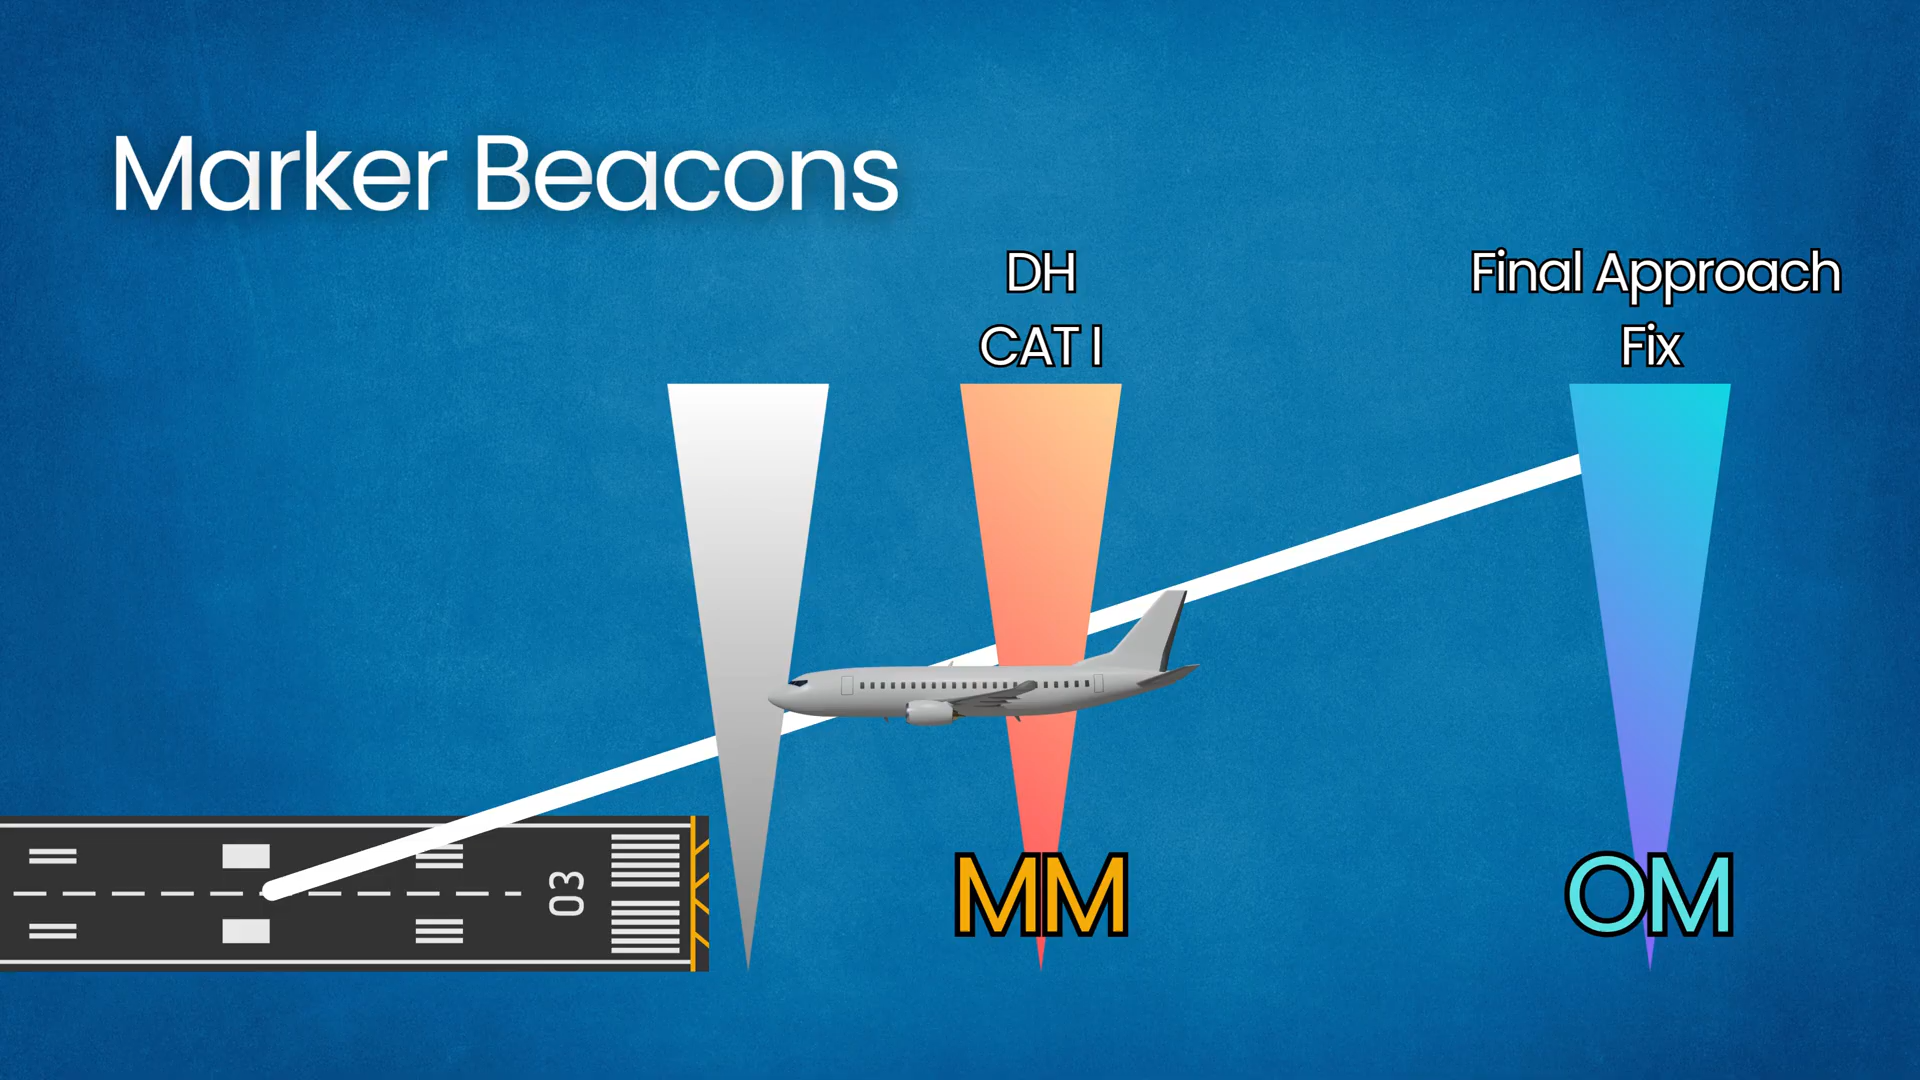 Marker Beacons
DH
CAT I
Final Approach
Fix
03
MM
OM